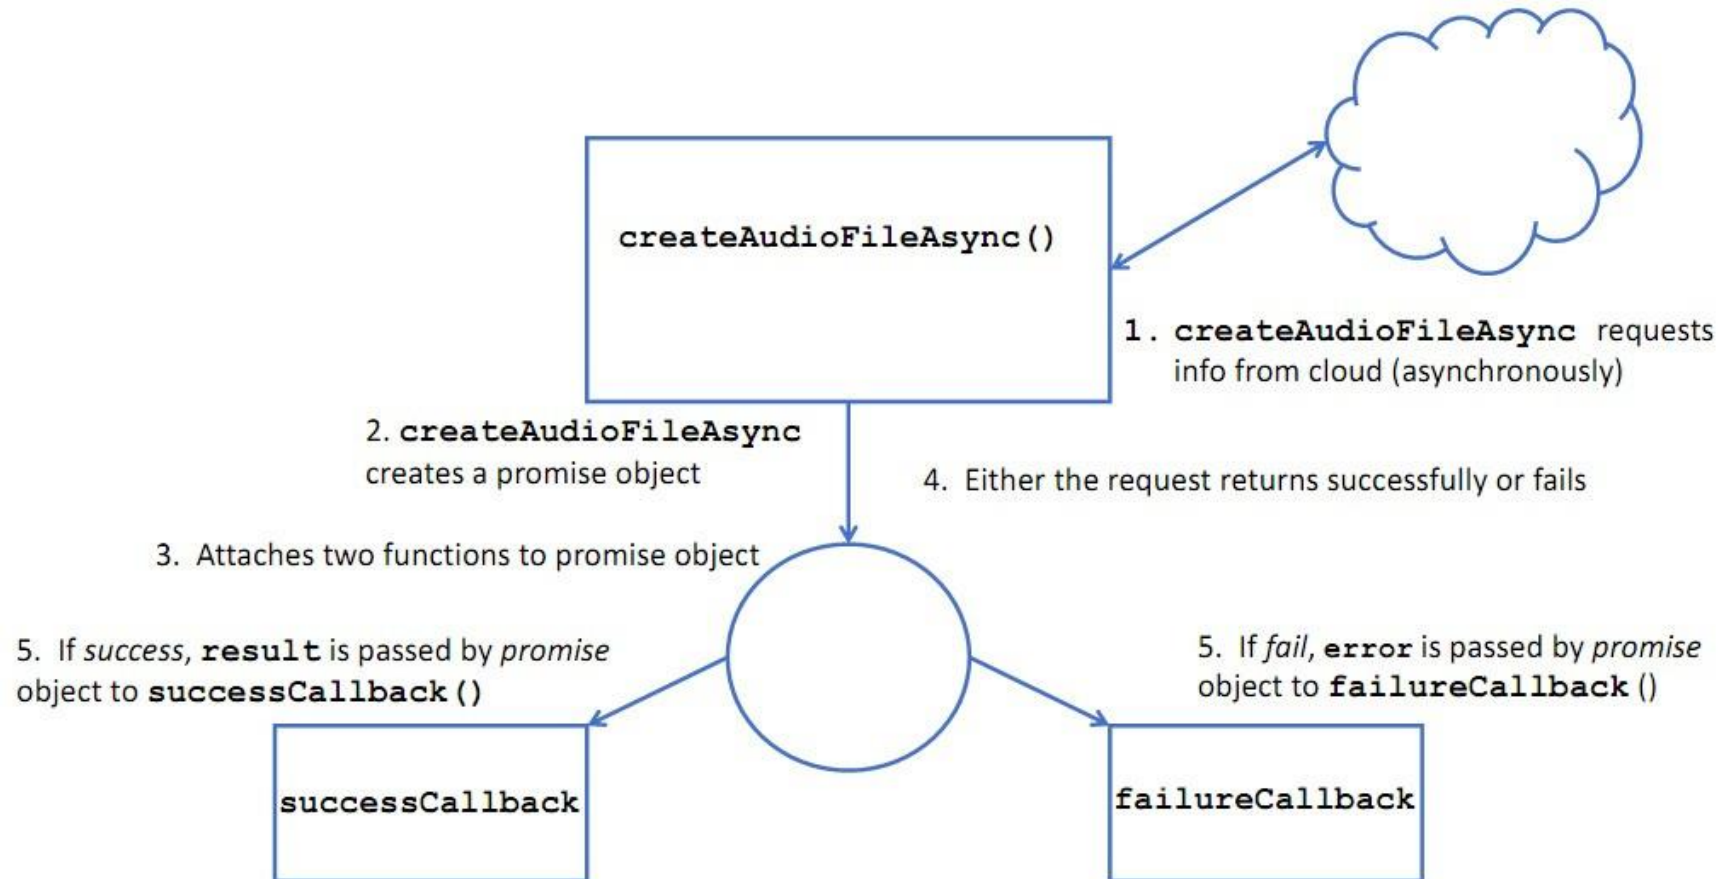 createAudioFileAsync()
1. createAudioFileAsync requests
info from cloud (asynchronously)
2. createAudioFileAsync
creates a promise object
4. Either the request returns successfully or fails
3. Attaches two functions to promise object
5. If success, result is passed by promise
object to successCallback()
5. If fail, error is passed by promise
object to failureCallback()
successCallback
failureCallback